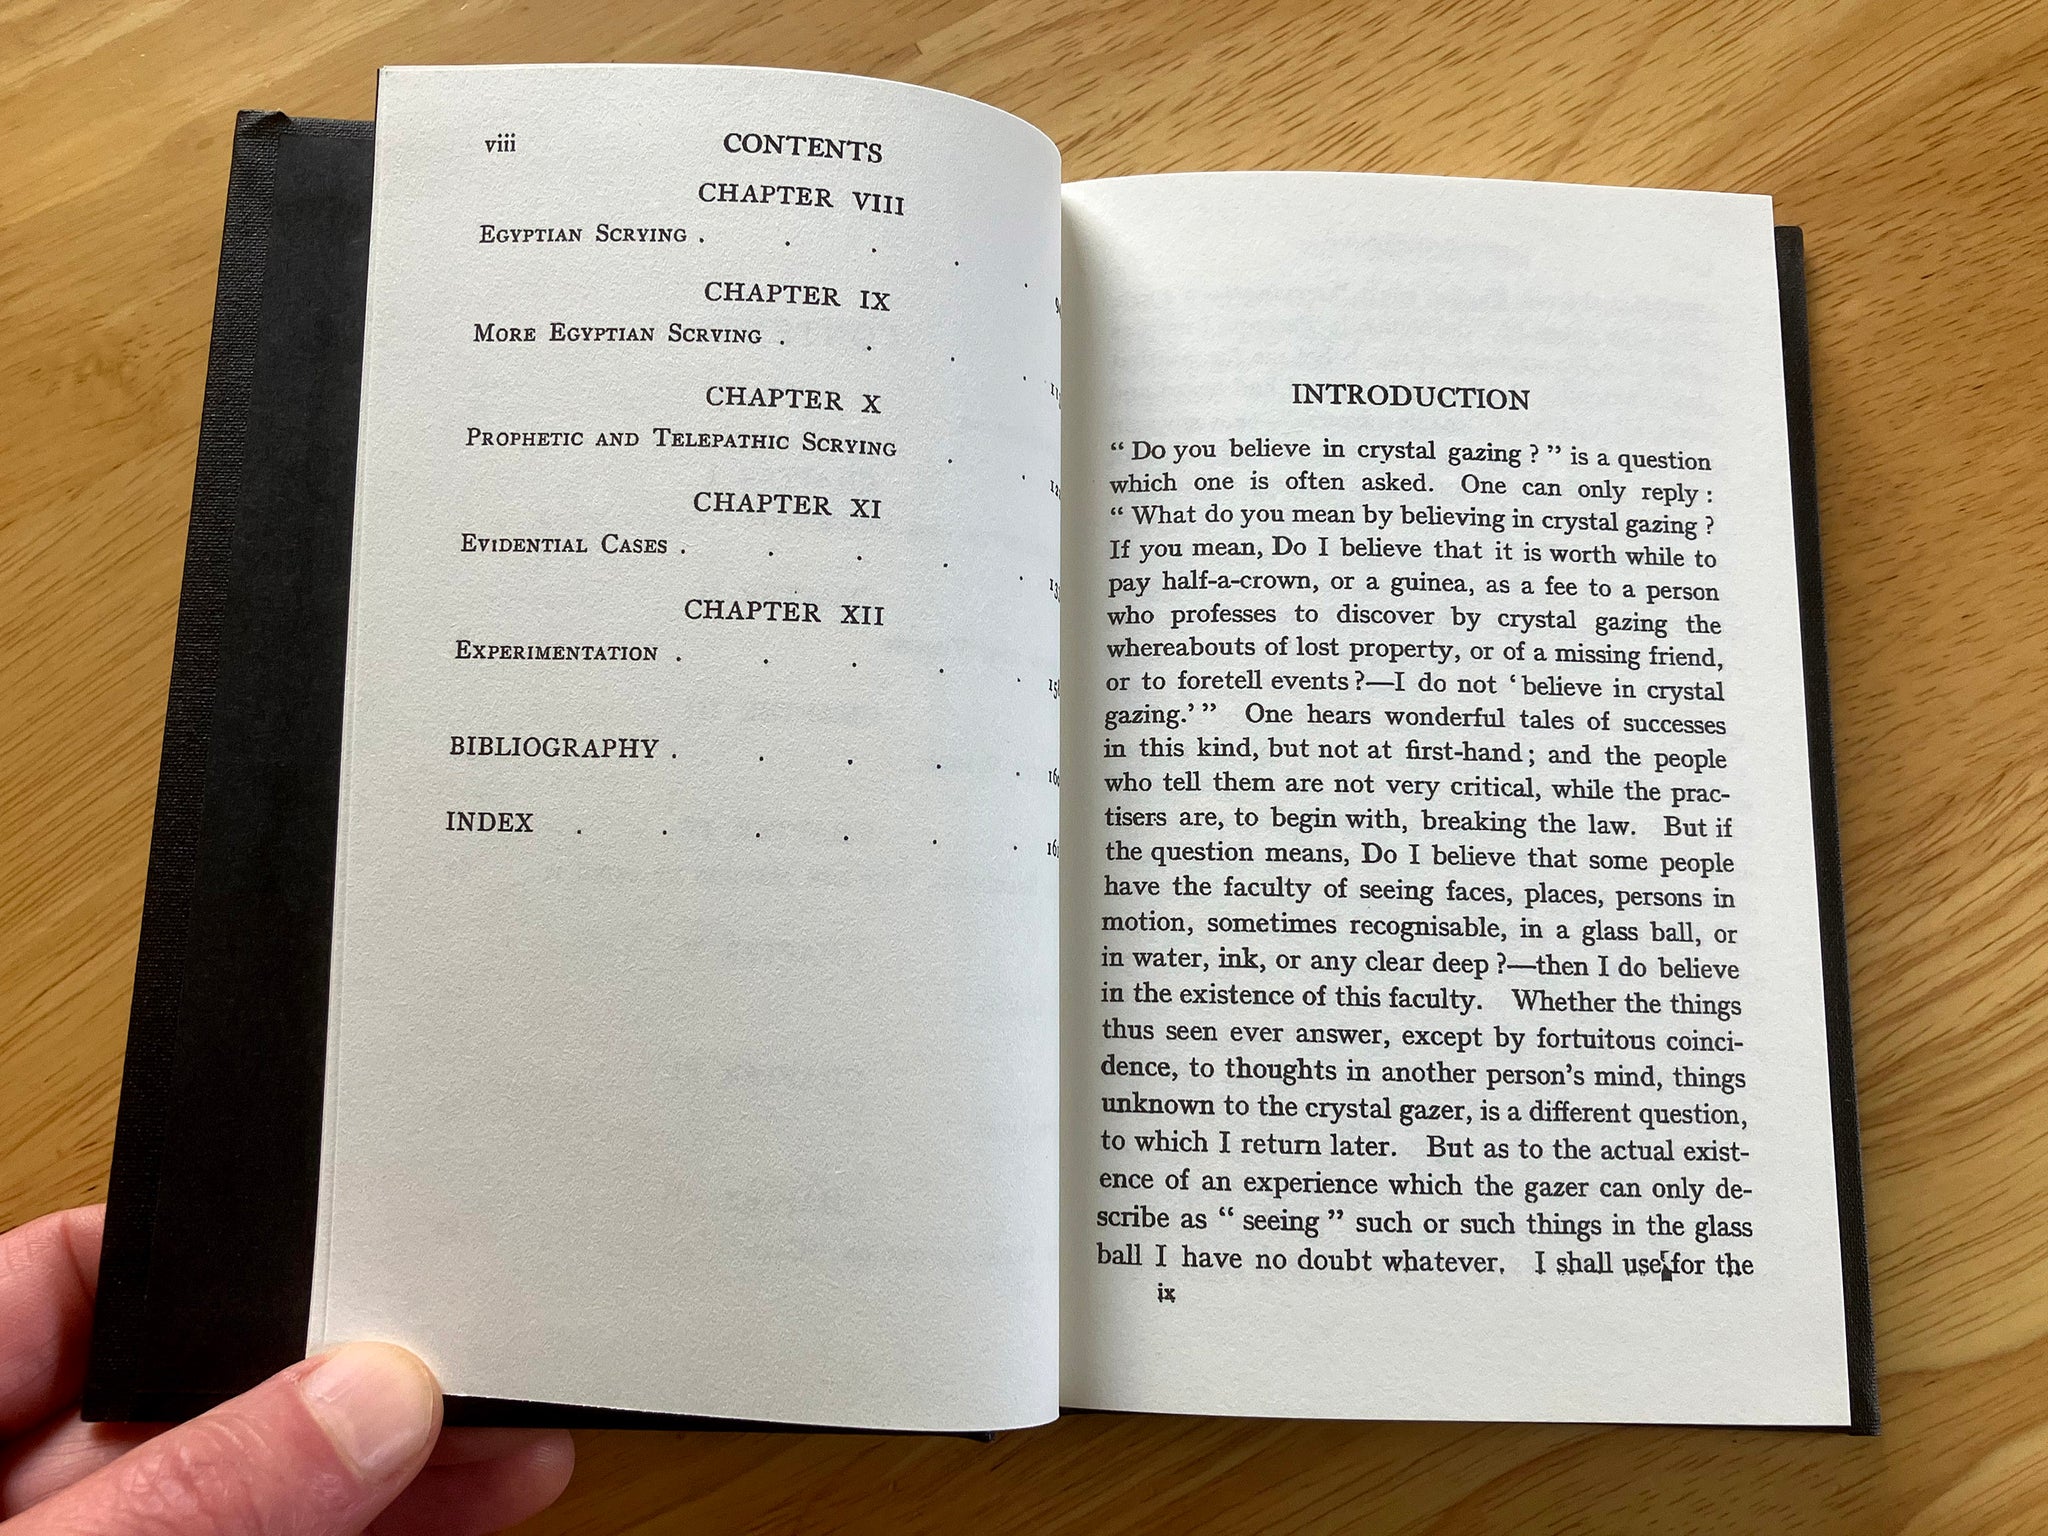 viii CONTENTS
CHAPTER VIII
EGYPTIAN SCRYING . . . . .
CHAPTER IX
MORE EGYPTIAN SCRYING . . . .
CHAPTER X
PROPHETIC AND TELEPATHIC SCRYING . .
CHAPTER XI
EVIDENTIAL CASES . . . . .
CHAPTER XII
EXPERIMENTATION . . . . .
BIBLIOGRAPHY . . . . .
INDEX . . . . . .
INTRODUCTION
“ Do you believe in crystal gazing ? ” is a question
which one is often asked. One can only reply :
“ What do you mean by believing in crystal gazing ?
If you mean, Do I believe that it is worth while to
pay half-a-crown, or a guinea, as a fee to a person
who professes to discover by crystal gazing the
whereabouts of lost property, or of a missing friend,
or to foretell events ?—I do not ‘ believe in crystal
gazing.’ ” One hears wonderful tales of successes
in this kind, but not at first-hand ; and the people
who tell them are not very critical, while the prac-
tisers are, to begin with, breaking the law. But if
the question means, Do I believe that some people
have the faculty of seeing faces, places, persons in
motion, sometimes recognisable, in a glass ball, or
in water, ink, or any clear deep ?—then I do believe
in the existence of this faculty. Whether the things
thus seen ever answer, except by fortuitous coinci-
dence, to thoughts in another person’s mind, things
unknown to the crystal gazer, is a different question,
to which I return later. But as to the actual exist-
ence of an experience which the gazer can only de-
scribe as “ seeing ” such or such things in the glass
ball I have no doubt whatever. I shall use for the
ix